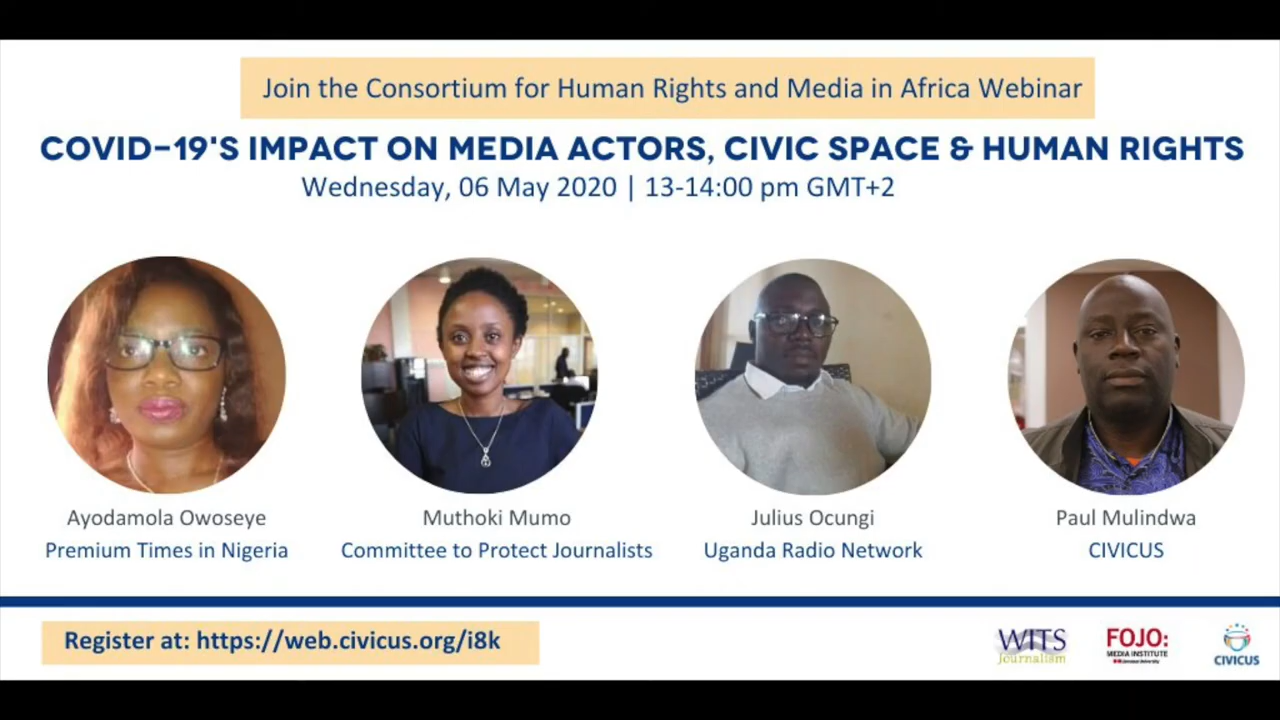 Join the Consortium for Human Rights and Media in Africa Webinar
COVID-19'S IMPACT ON MEDIA ACTORS, CIVIC SPACE & HUMAN RIGHTS
Wednesday, 06 May 2020 | 13-14:00 pm GMT+2
Ayodamola Owoseye
Premium Times in Nigeria
Muthoki Mumo
Committee to Protect Journalists
Julius Ocungi
Uganda Radio Network
Paul Mulindwa
CIVICUS
Register at: https://web.civicus.org/i8k
WITS
Journalism
FOJO:
MEDIA INSTITUTE
Linnaeus University
CIVICUS